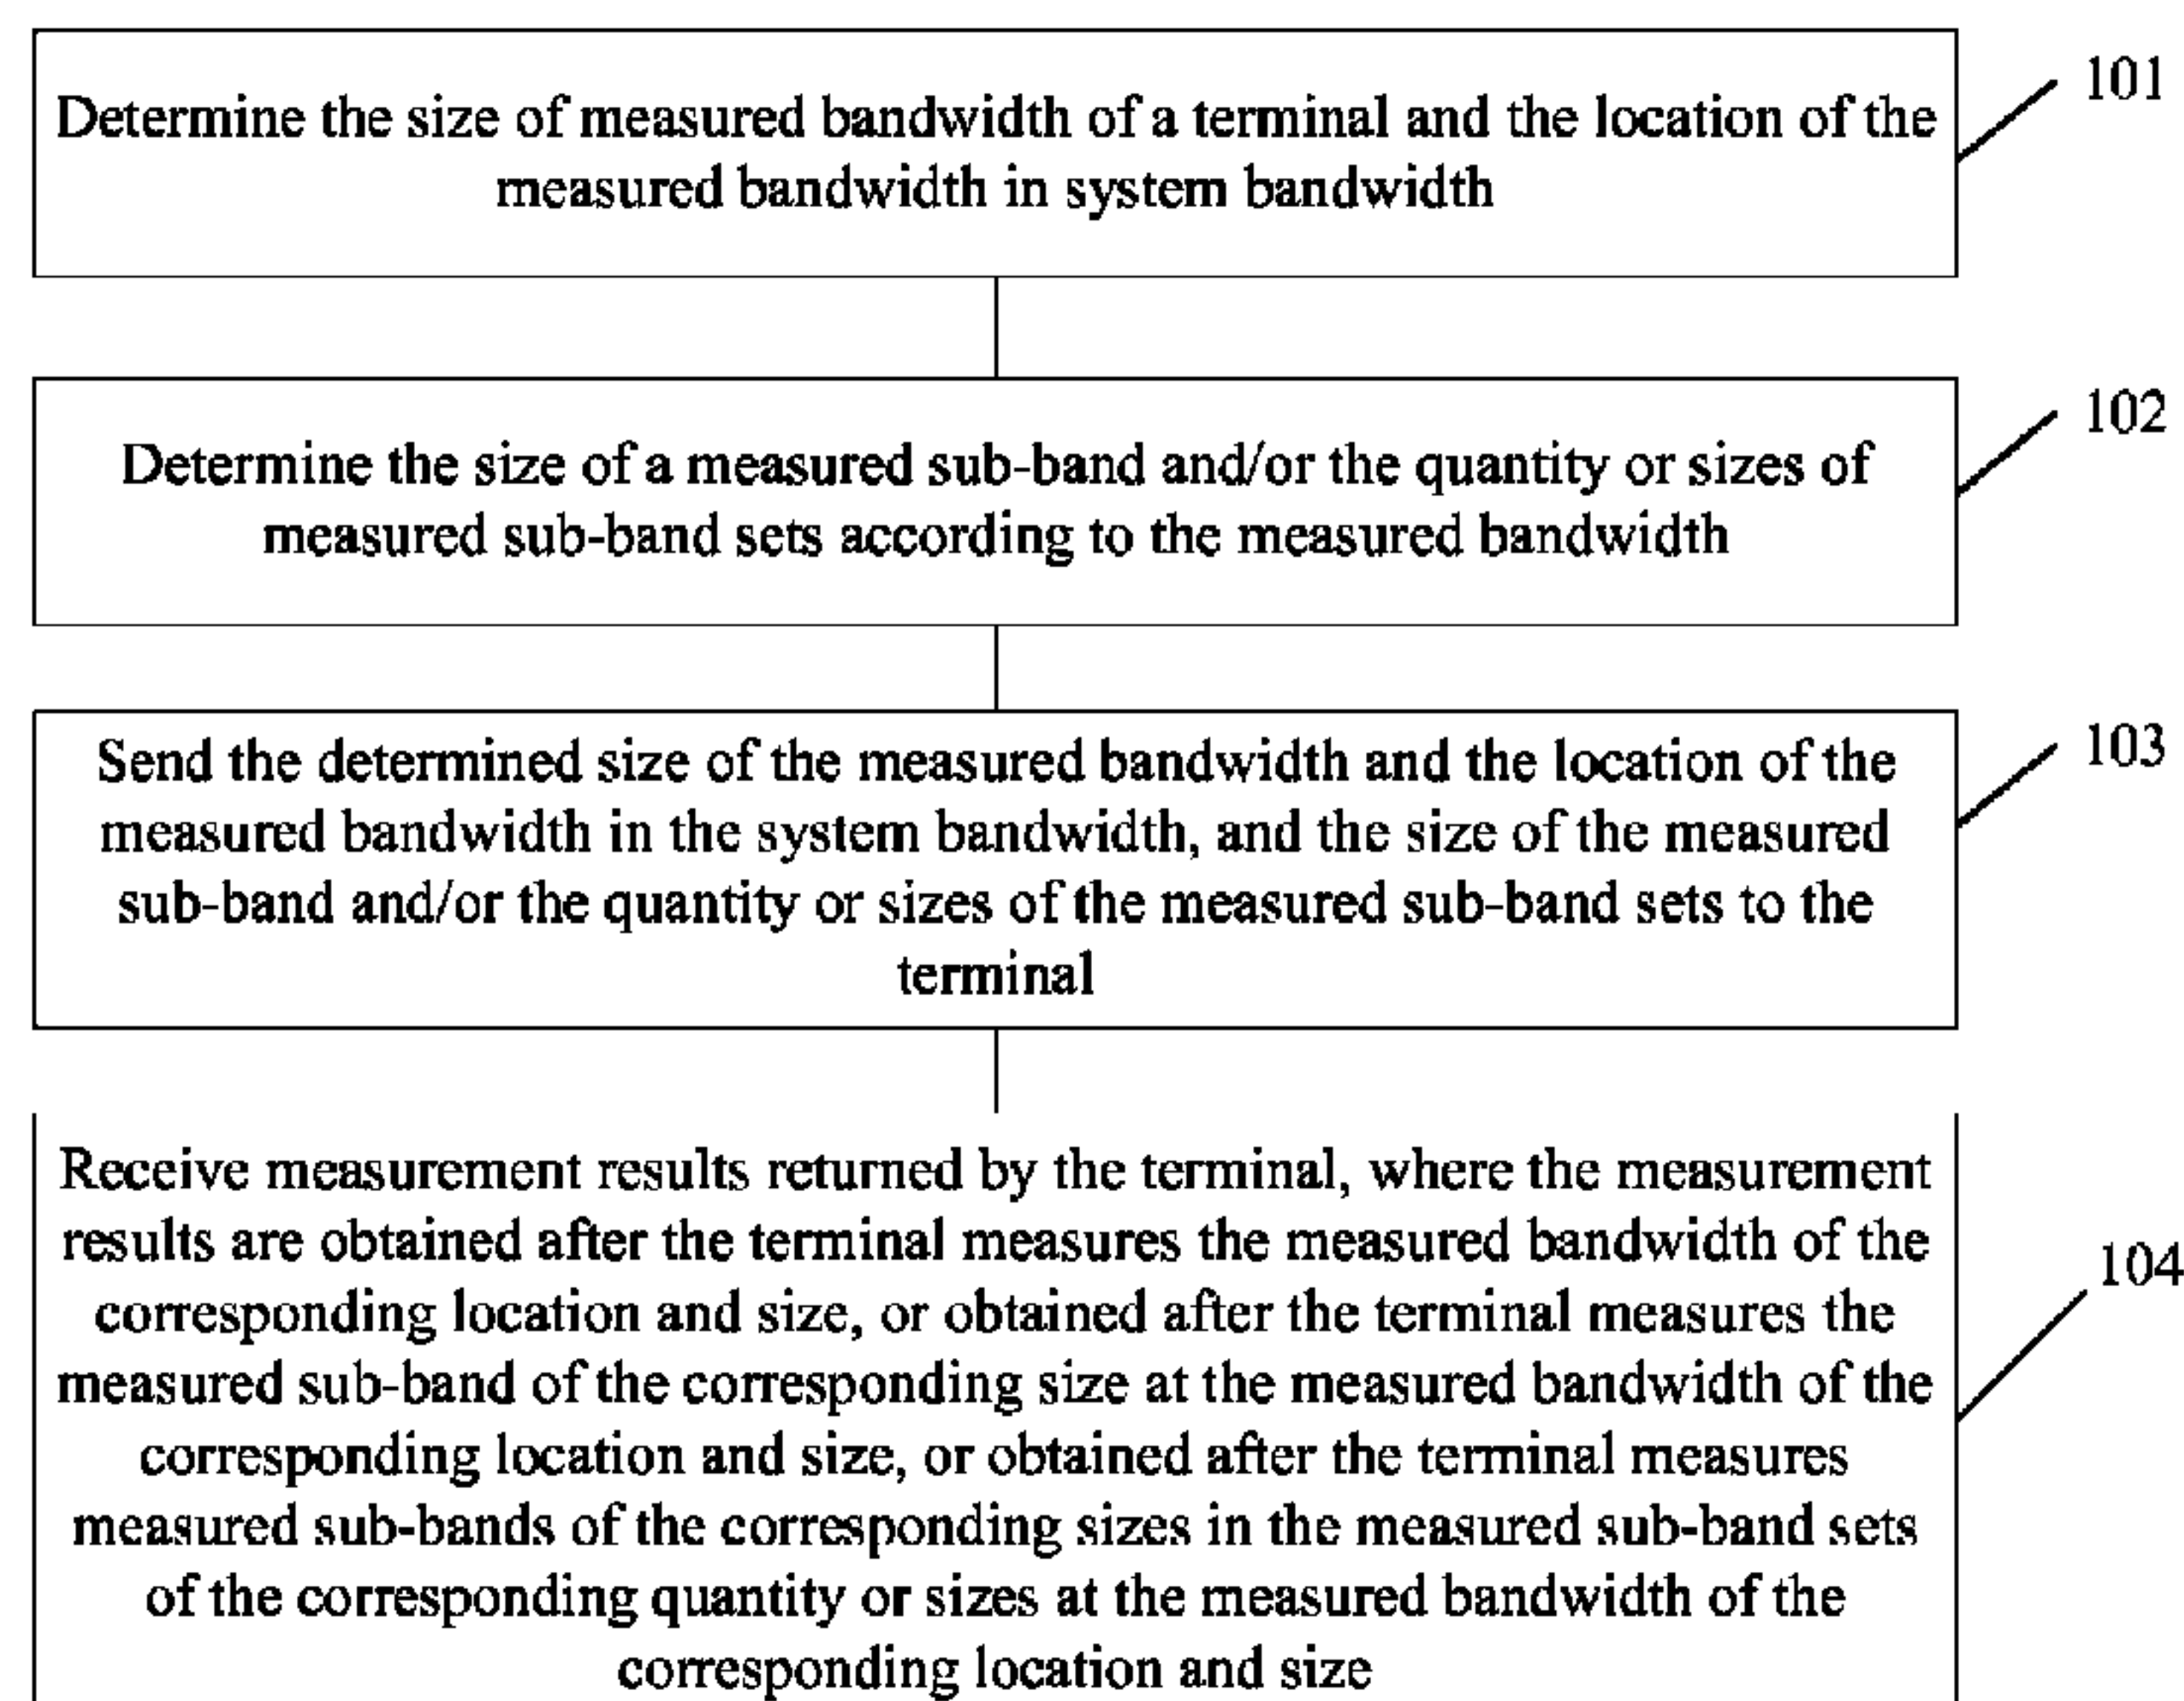 Determine the size of measured bandwidth of a terminal and the location of the
measured bandwidth in system bandwidth
101
Determine the size of a measured sub-band and/or the quantity or sizes of
measured sub-band sets according to the measured bandwidth
102
Send the determined size of the measured bandwidth and the location of the
measured bandwidth in the system bandwidth, and the size of the measured
sub-band and/or the quantity or sizes of the measured sub-band sets to the
terminal
103
Receive measurement results returned by the terminal, where the measurement
results are obtained after the terminal measures the measured bandwidth of the
corresponding location and size, or obtained after the terminal measures the
measured sub-band of the corresponding size at the measured bandwidth of the
corresponding location and size, or obtained after the terminal measures
measured sub-bands of the corresponding sizes in the measured sub-band sets
of the corresponding quantity or sizes at the measured bandwidth of the
corresponding location and size
104